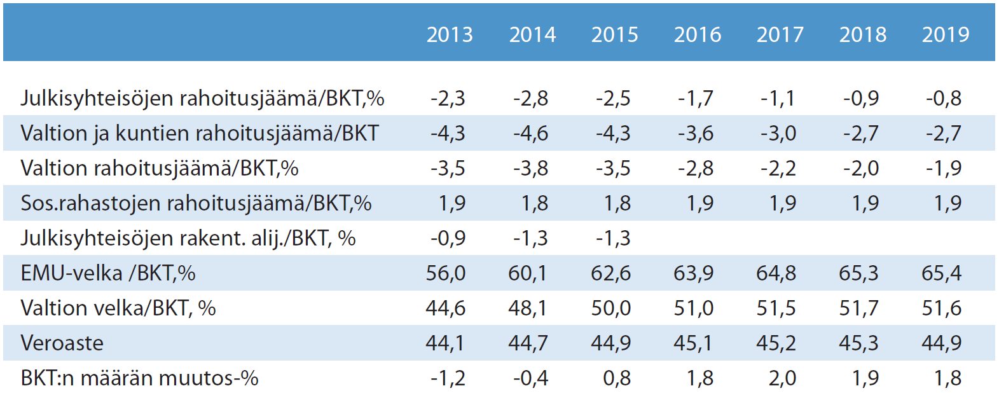 2013 2014 2015 2016 2017 2018 2019
Julkisyhteisöjen rahoitusjäämä/BKT,% -2,3 -2,8 -2,5 -1,7 -1,1 -0,9 -0,8
Valtion ja kuntien rahoitusjäämä/BKT -4,3 -4,6 -4,3 -3,6 -3,0 -2,7 -2,7
Valtion rahoitusjäämä/BKT,% -3,5 -3,8 -3,5 -2,8 -2,2 -2,0 -1,9
Sos.rahastojen rahoitusjäämä/BKT,% 1,9 1,8 1,8 1,9 1,9 1,9 1,9
Julkisyhteisöjen rakent. alij./BKT, % -0,9 -1,3 -1,3
EMU-velka /BKT,% 56,0 60,1 62,6 63,9 64,8 65,3 65,4
Valtion velka/BKT, % 44,6 48,1 50,0 51,0 51,5 51,7 51,6
Veroaste 44,1 44,7 44,9 45,1 45,2 45,3 44,9
BKT:n määrän muutos-% -1,2 -0,4 0,8 1,8 2,0 1,9 1,8